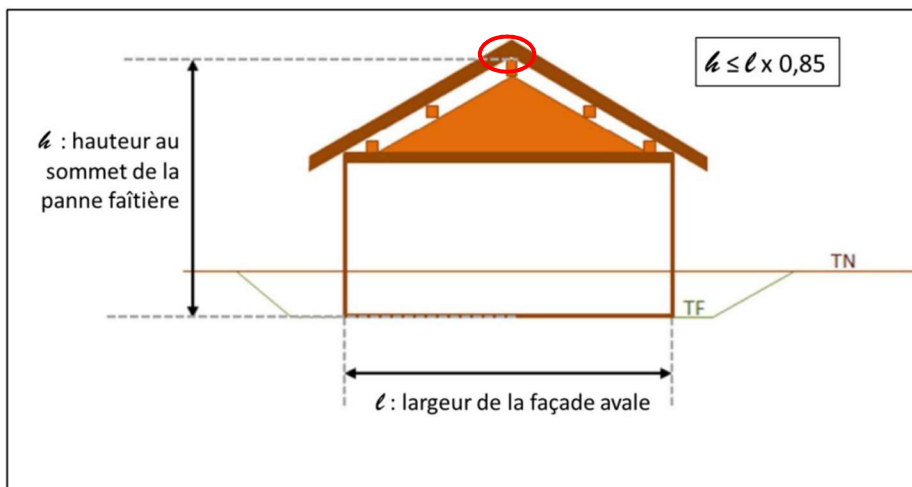 h ≤ l x 0,85
h : hauteur au
sommet de la
panne faîtière
TN
TF
l : largeur de la façade avale